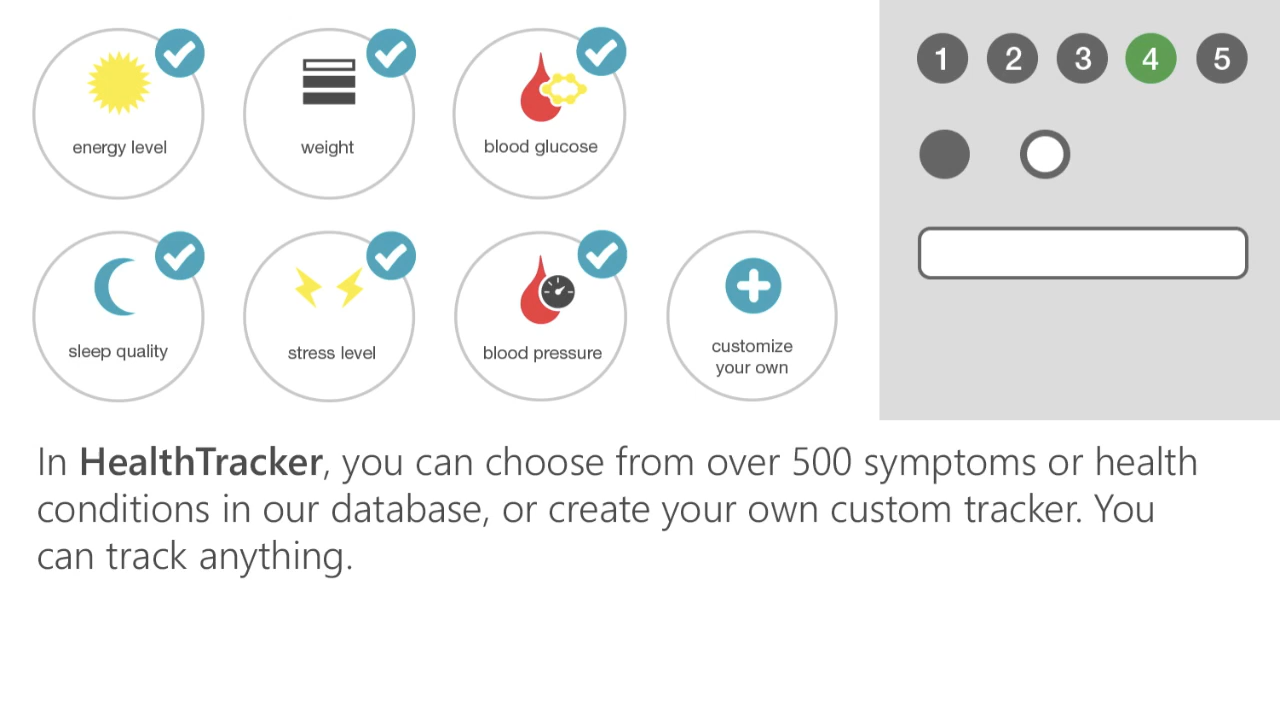 energy level
weight
blood glucose
1 2 3 4 5
sleep quality
stress level
blood pressure
customize
your own
In HealthTracker, you can choose from over 500 symptoms or health
conditions in our database, or create your own custom tracker. You
can track anything.